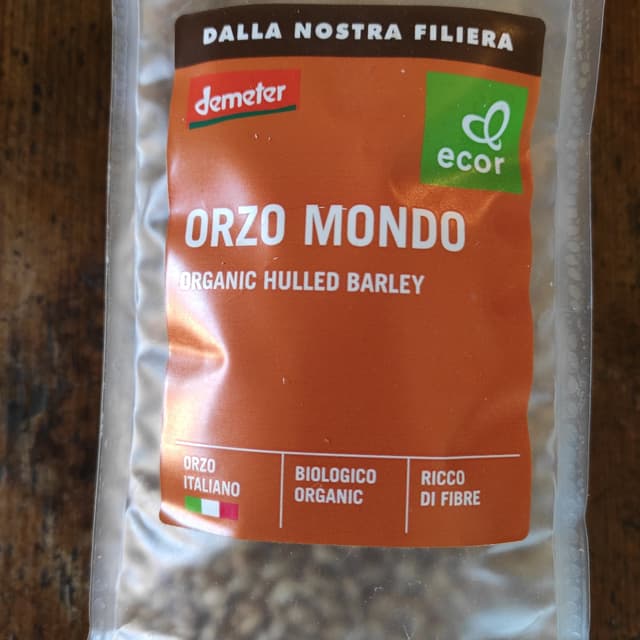 DALLA NOSTRA FILIERA
demeter
ecor
ORZO MONDO
ORGANIC HULLED BARLEY
ORZO
ITALIANO
BIOLOGICO
ORGANIC
RICCO
DI FIBRE